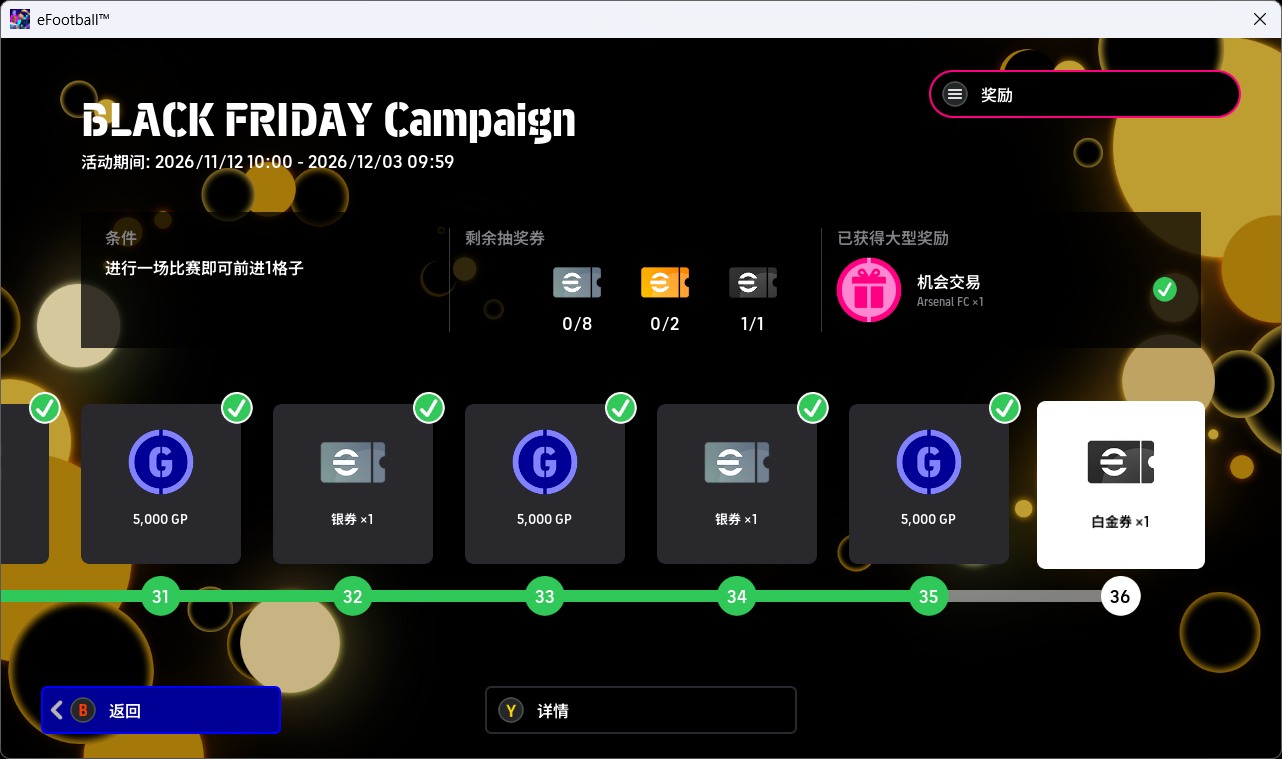 eFootball™
BLACK FRIDAY Campaign
奖励
活动期间: 2026/11/12 10:00 - 2026/12/03 09:59
条件
进行一场比赛即可前进1格子
剩余抽奖券
0/8
0/2
1/1
已获得大型奖励
机会交易
Arsenal FC ×1
5,000 GP
银券 ×1
5,000 GP
银券 ×1
5,000 GP
白金券 ×1
31
32
33
34
35
36
B 返回
Y 详情